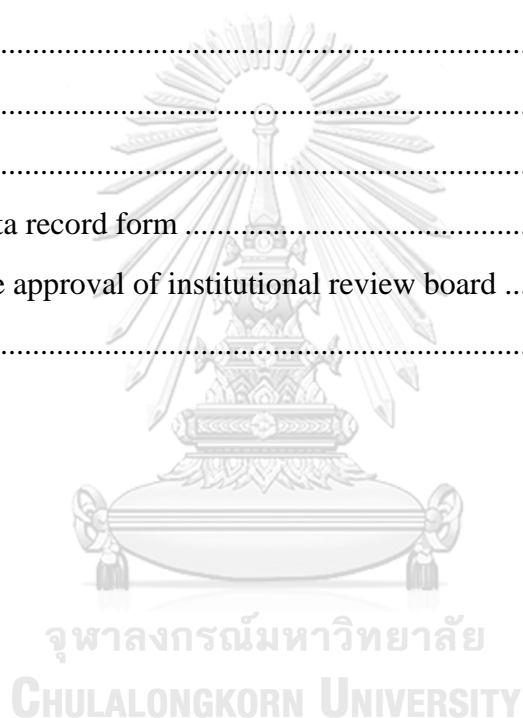 ........................................................................
........................................................................
........................................................................
ta record form ..............................................
e approval of institutional review board ...
........................................................................
จุฬาลงกรณ์มหาวิทยาลัย
CHULALONGKORN UNIVERSITY